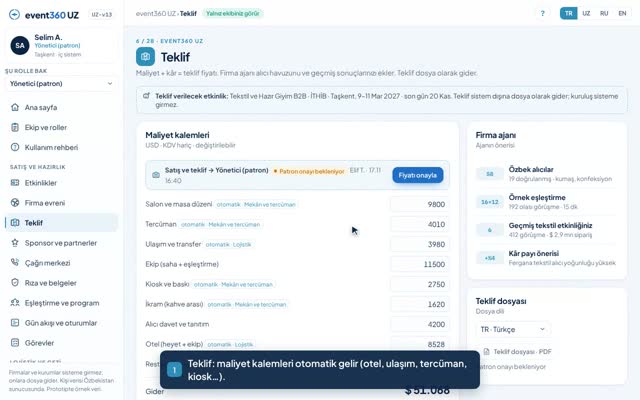 event360 UZ
UZ-v13
SA
Selim A.
Yönetici (patron)
Taşkent · iç sistem
ŞU ROLLE BAK
Yönetici (patron)
Ana sayfa
Ekip ve roller
Kullanım rehberi
SATIŞ VE HAZIRLIK
Etkinlikler
Firma evreni
Teklif
Sponsor ve partnerler
Çağrı merkezi
Rıza ve belgeler
Eşleştirme ve program
Gün akışı ve oturumlar
Görevler
Firmalar ve kurumlar sisteme girmez;
onlara dosya gider. Kişi verisi Özbekistan
sunucusunda. Prototip: örnek veri.
event360 UZ › Teklif
Yalnız ekibiniz görür
?
TR UZ RU EN
6 / 28 · EVENT360 UZ
Teklif
Maliyet + kâr = teklif fiyatı. Firma ajanı alıcı havuzunu ve geçmiş sonuçlarınızı ekler. Teklif dosya olarak gider.
Teklif verilecek etkinlik: Tekstil ve Hazır Giyim B2B · İTHİB · Taşkent, 9–11 Mart 2027 · son gün 20 Kas. Teklif sistem dışına dosya olarak gider; kuruluş sisteme
girmez.
Maliyet kalemleri
USD · KDV hariç · değiştirilebilir
Satış ve teklif → Yönetici (patron)
Patron onayı bekleniyor
Elif T. · 17.11
16:40
Fiyatı onayla
Salon ve masa düzeni otomatik · Mekân ve tercüman 9800
Tercüman otomatik · Mekân ve tercüman 4010
Ulaşım ve transfer otomatik · Lojistik 3980
Ekip (saha + eşleştirme) 11500
Kiosk ve baskı otomatik · Mekân ve tercüman 2750
İkram (kahve arası) otomatik · Mekân ve tercüman 1620
Alıcı davet ve tanıtım 4200
Otel (heyet + ekip) otomatik · Lojistik 8528
Gider $ 51.068
Firma ajanı
Ajanın önerisi
58
Özbek alıcılar
19 doğrulanmış · kumaş, konfeksiyon
16×12
Örnek eşleştirme
192 olası görüşme · 15 dk
6
Geçmiş tekstil etkinliğiniz
412 görüşme · $ 2,9 mn sipariş
Kâr payı önerisi
Fergana tekstil alıcı yoğunluğu yüksek
Teklif dosyası
Dosya dili
TR · Türkçe
Teklif dosyası · PDF
1
Teklif: maliyet kalemleri otomatik gelir (otel, ulaşım, tercüman,
kiosk…).